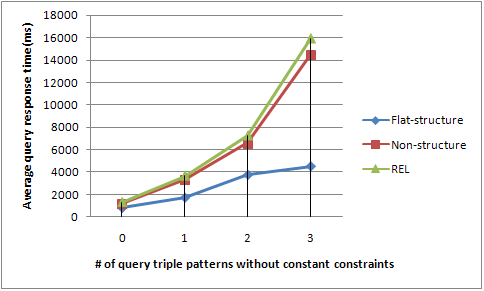 18000
16000
14000
12000
10000
8000
6000
4000
2000
0
Average query response time(ms)
0 1 2 3
# of query triple patterns without constant constraints
Flat-structure
Non-structure
REL